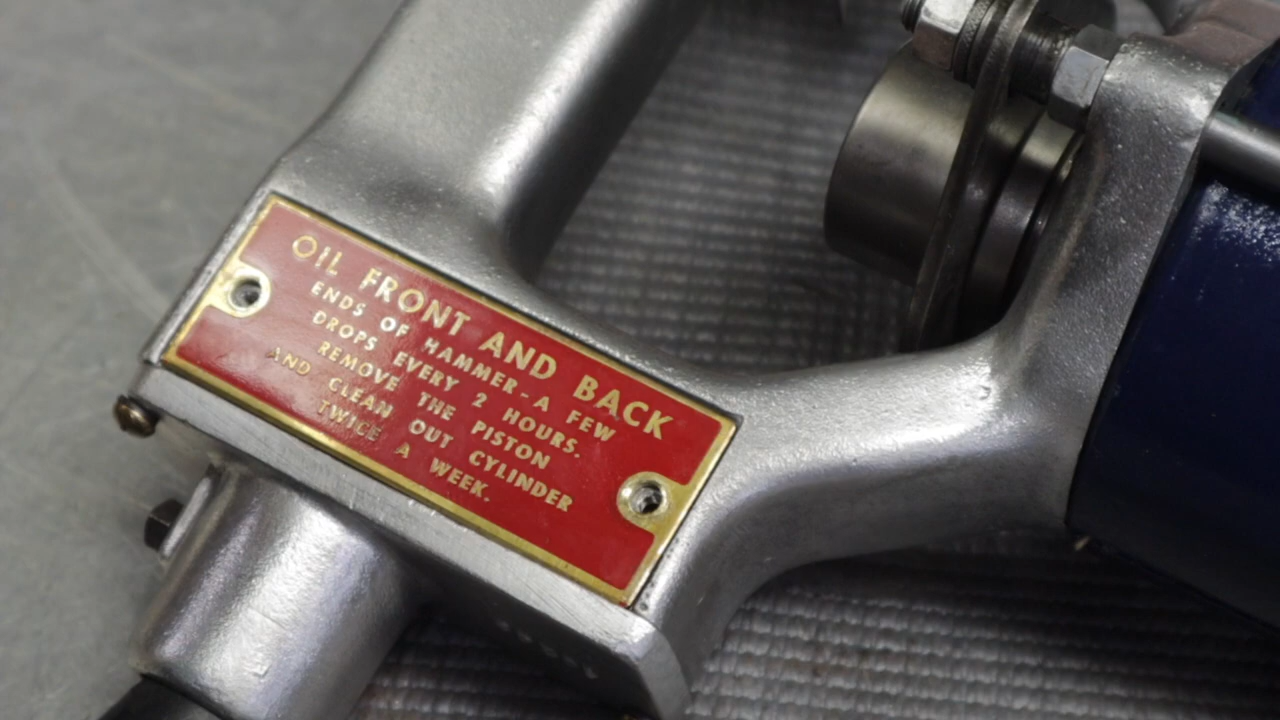 OIL FRONT AND BACK
ENDS OF HAMMER-A FEW
DROPS EVERY 2 HOURS.
REMOVE THE PISTON
AND CLEAN OUT CYLINDER
TWICE A WEEK.